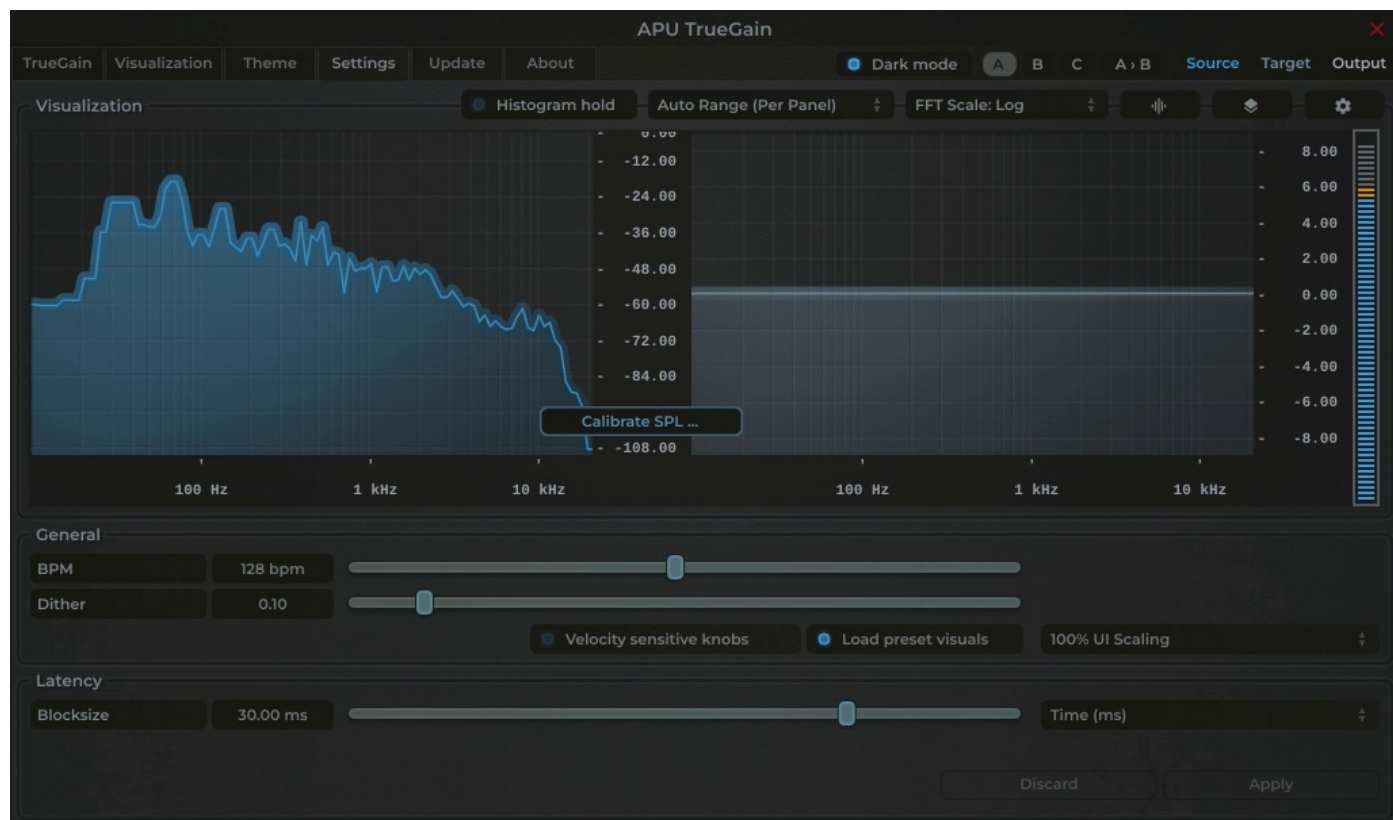 APU TrueGain
TrueGain Visualization Theme Settings Update About Dark mode A B C A › B Source Target Output
Visualization Histogram hold Auto Range (Per Panel) FFT Scale: Log
0.00
-12.00
-24.00
-36.00
-48.00
-60.00
-72.00
-84.00
Calibrate SPL ...
-108.00
8.00
6.00
4.00
2.00
0.00
-2.00
-4.00
-6.00
-8.00
100 Hz 1 kHz 10 kHz 100 Hz 1 kHz 10 kHz
General
BPM 128 bpm
Dither 0.10
Velocity sensitive knobs Load preset visuals 100% UI Scaling
Latency
Blocksize 30.00 ms Time (ms)
Discard Apply